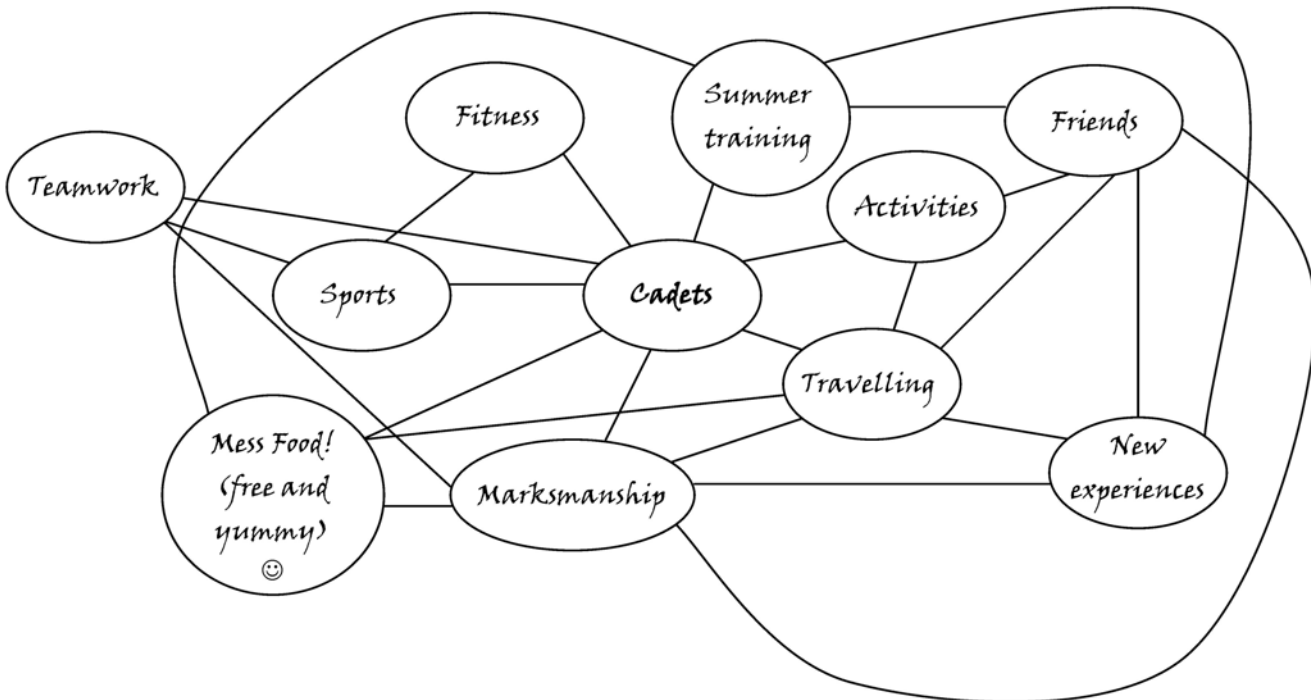 Summer
training
Fitness
Friends
Teamwork
Activities
Sports
Cadets
Travelling
Mess Food!
(free and
yummy)
☺
Marksmanship
New
experiences